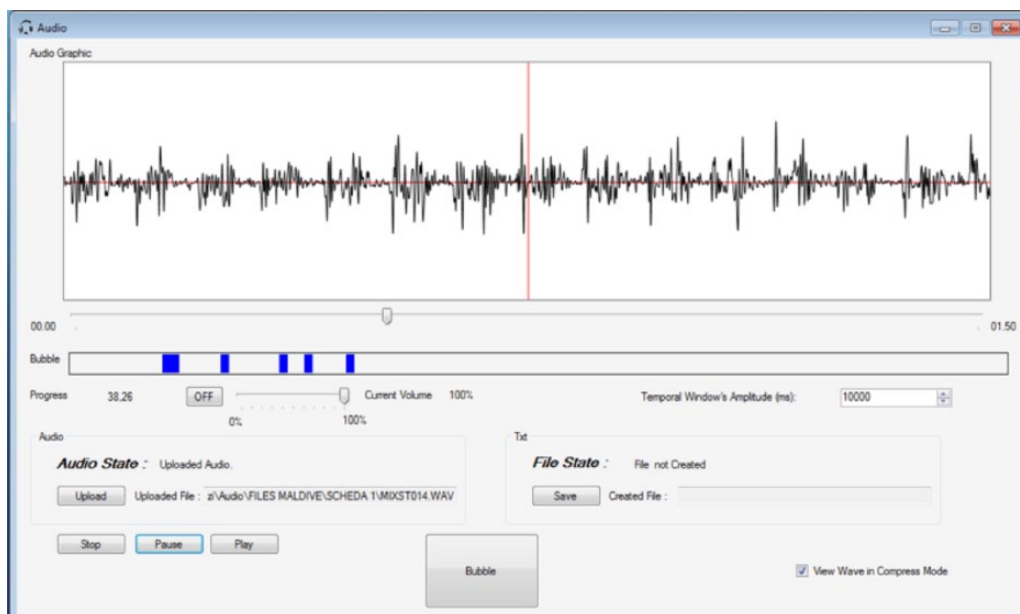 Audio
Audio Graphic
00.00
01.50
Bubble
Progress 38.26 OFF Current Volume 100% Temporal Window's Amplitude (ms): 10000
0% 100%
Audio Txt
Audio State : Uploaded Audio. File State : File not Created
Upload Uploaded File : zi\Audio\FILES MALDIVE\SCHEDA 1\MIXST014.WAV Save Created File :
Stop Pause Play
Bubble
View Wave in Compress Mode